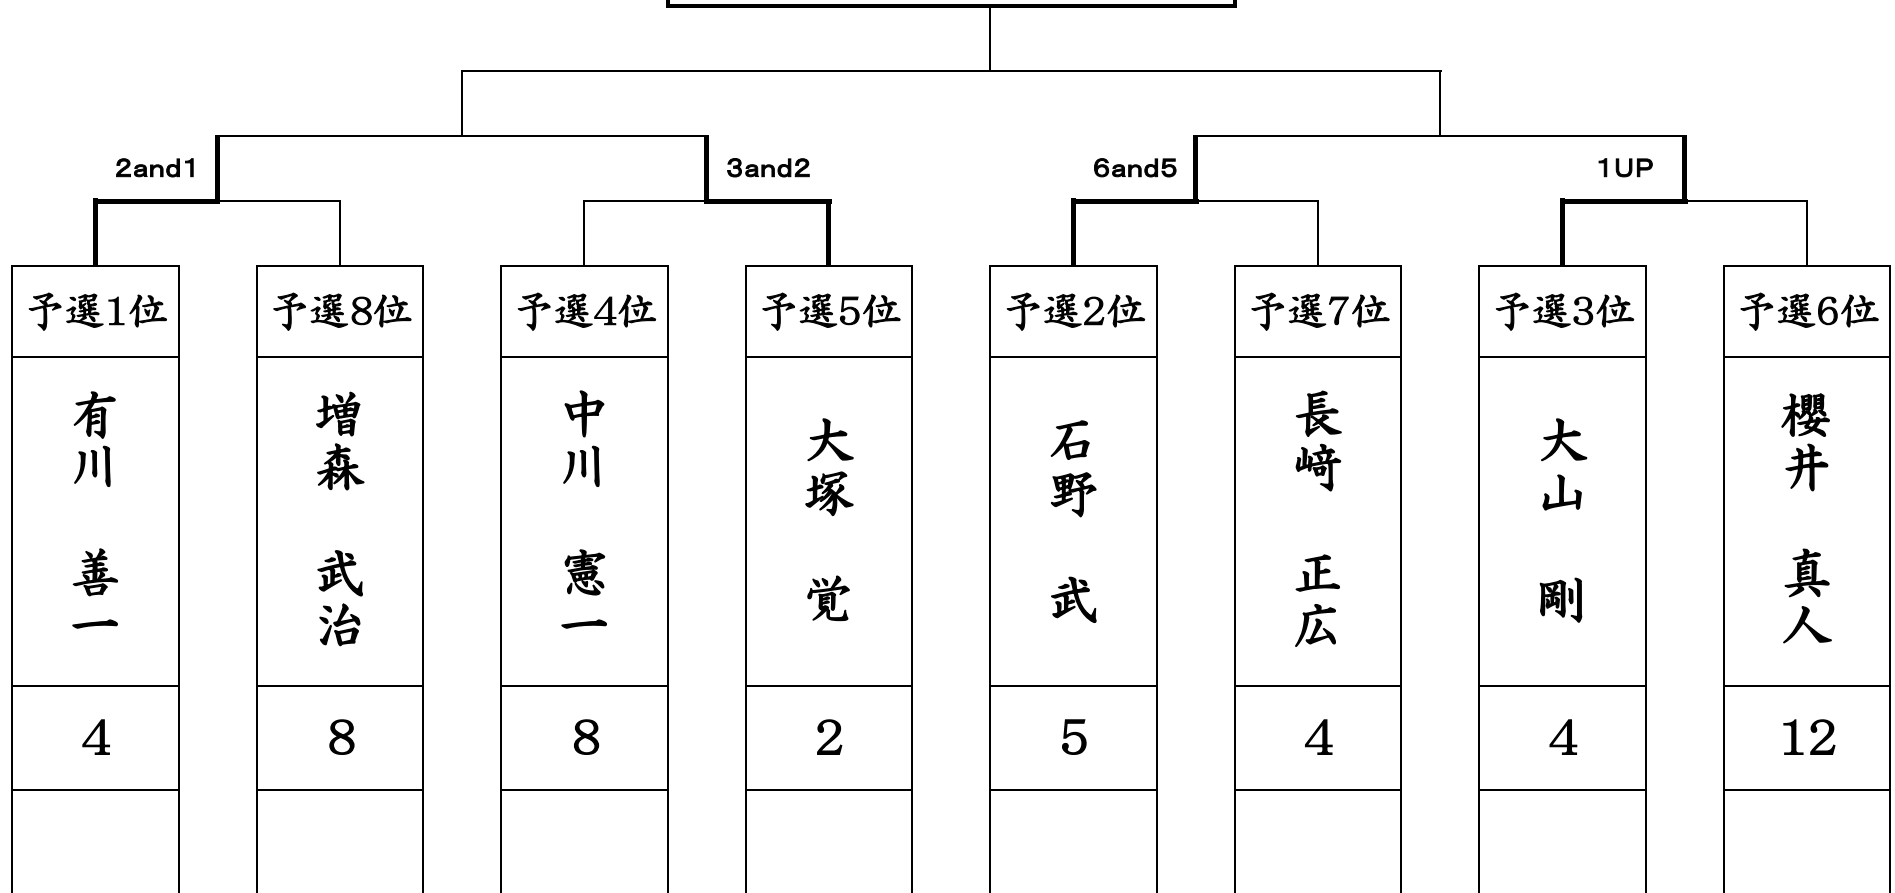 2and1
3and2
6and5
1UP
予選1位
予選8位
予選4位
予選5位
予選2位
予選7位
予選3位
予選6位
有川 善一
増森 武治
中川 憲一
大塚 覚
石野 武
長﨑 正広
大山 剛
櫻井 真人
4
8
8
2
5
4
4
12